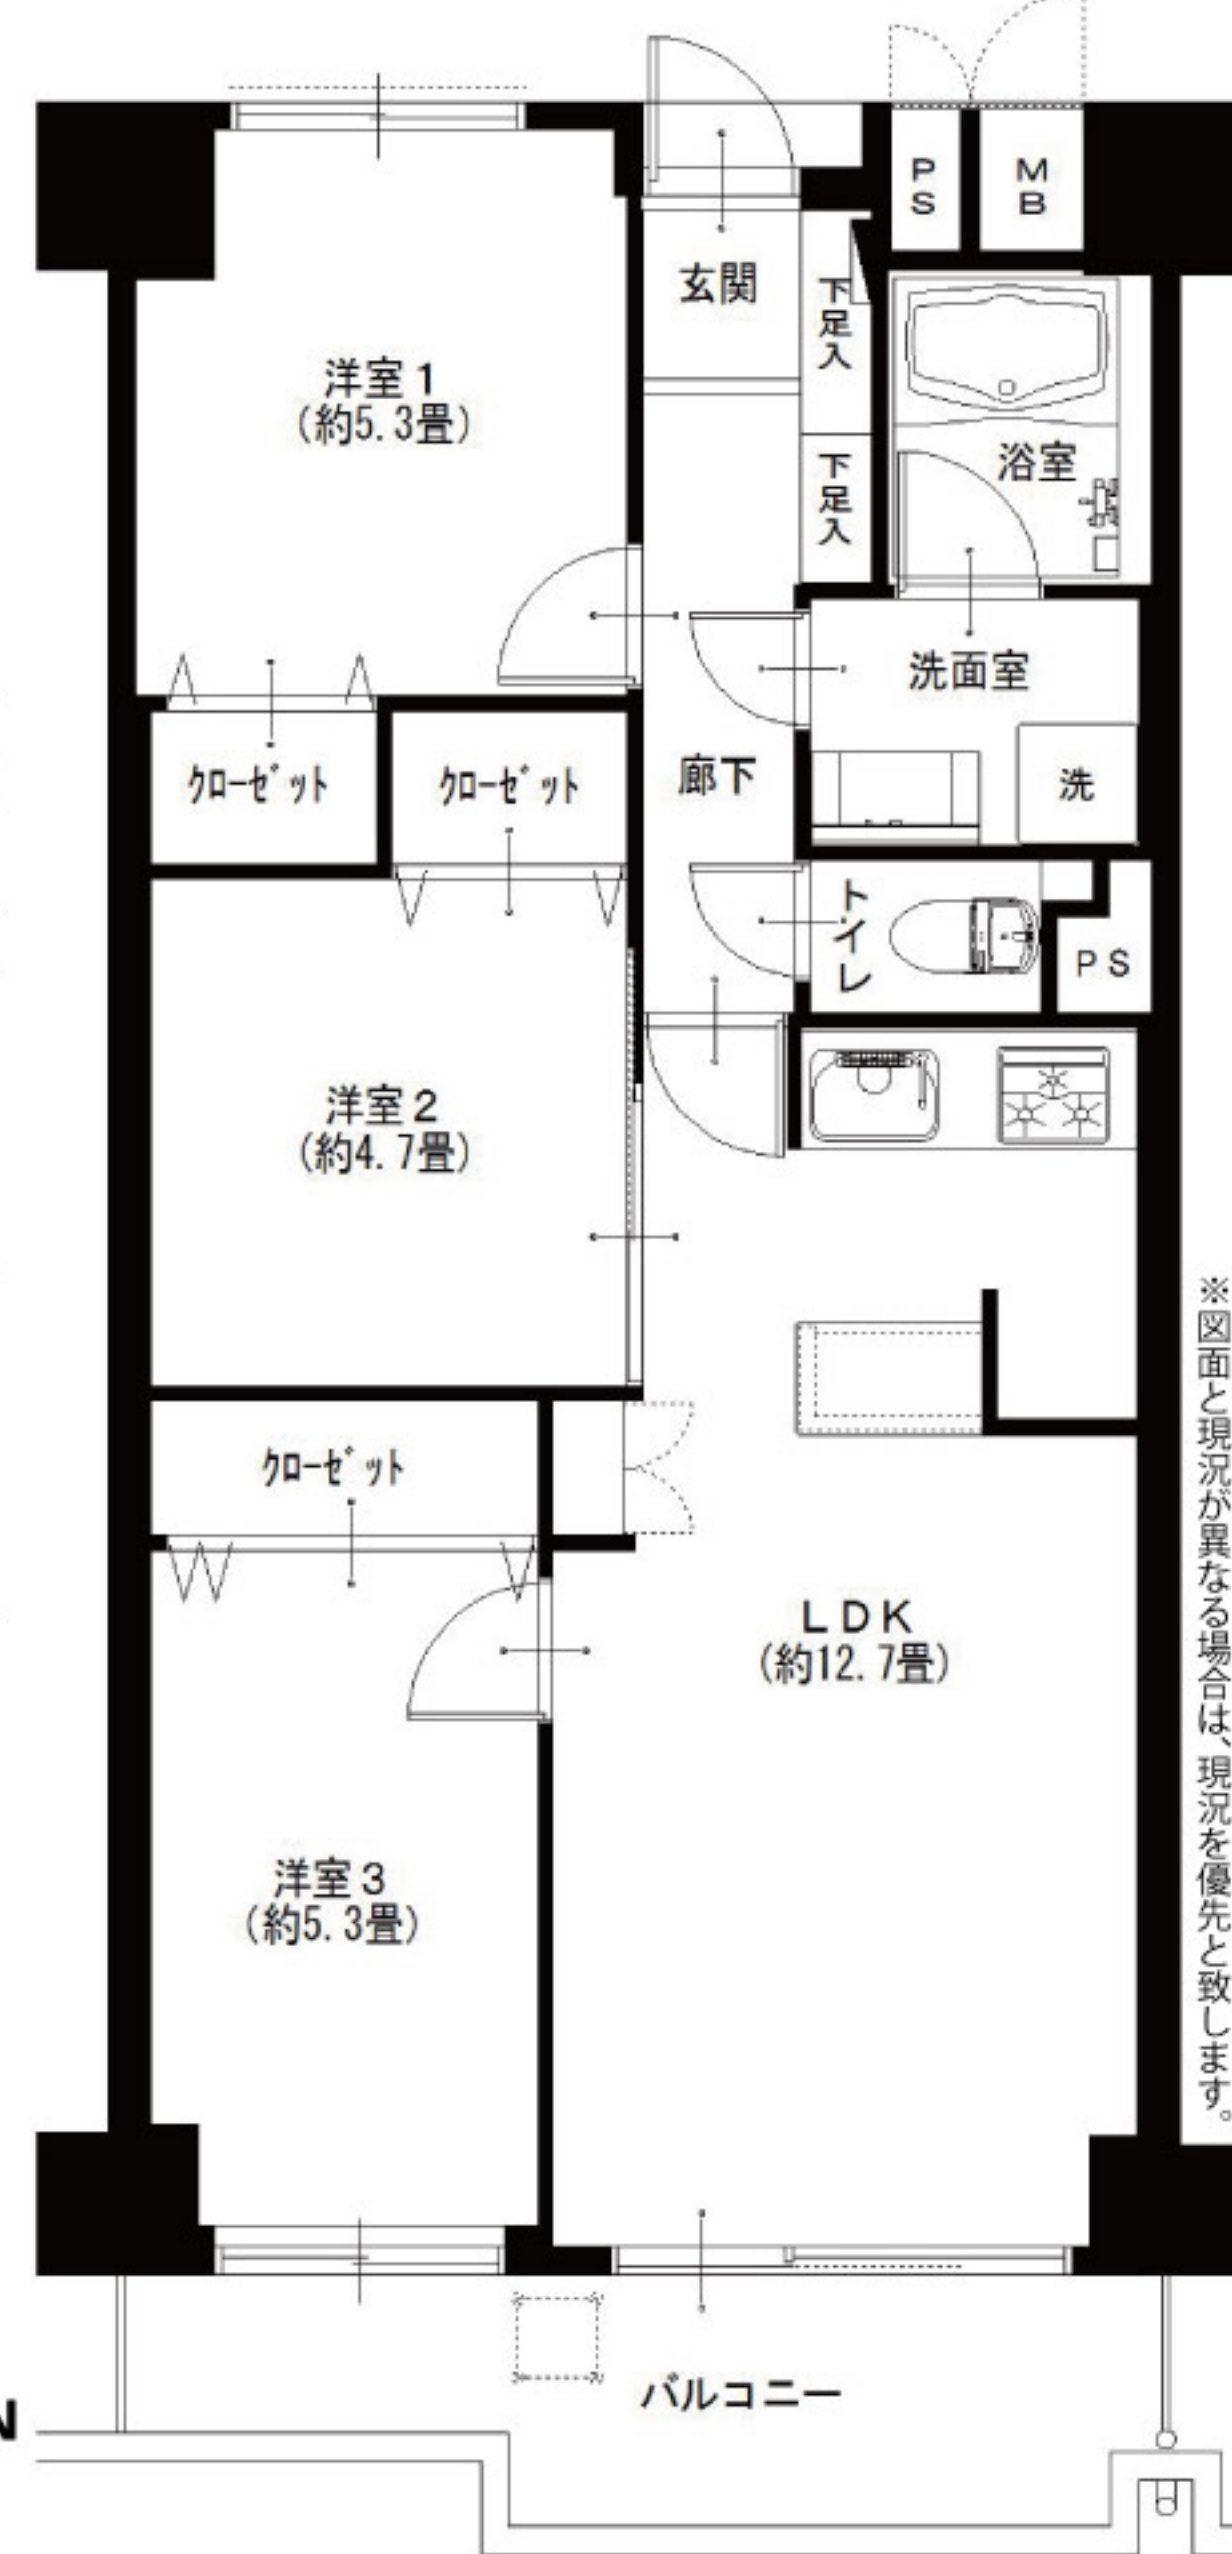 PS
MB
玄関
下足入
洋室1
(約5.3畳)
浴室
下足入
洗面室
クローゼット
クローゼット
廊下
洗
トイレ
PS
洋室2
(約4.7畳)
クローゼット
LDK
(約12.7畳)
洋室3
(約5.3畳)
バルコニー
N
※図面と現況が異なる場合は、現況を優先と致します。